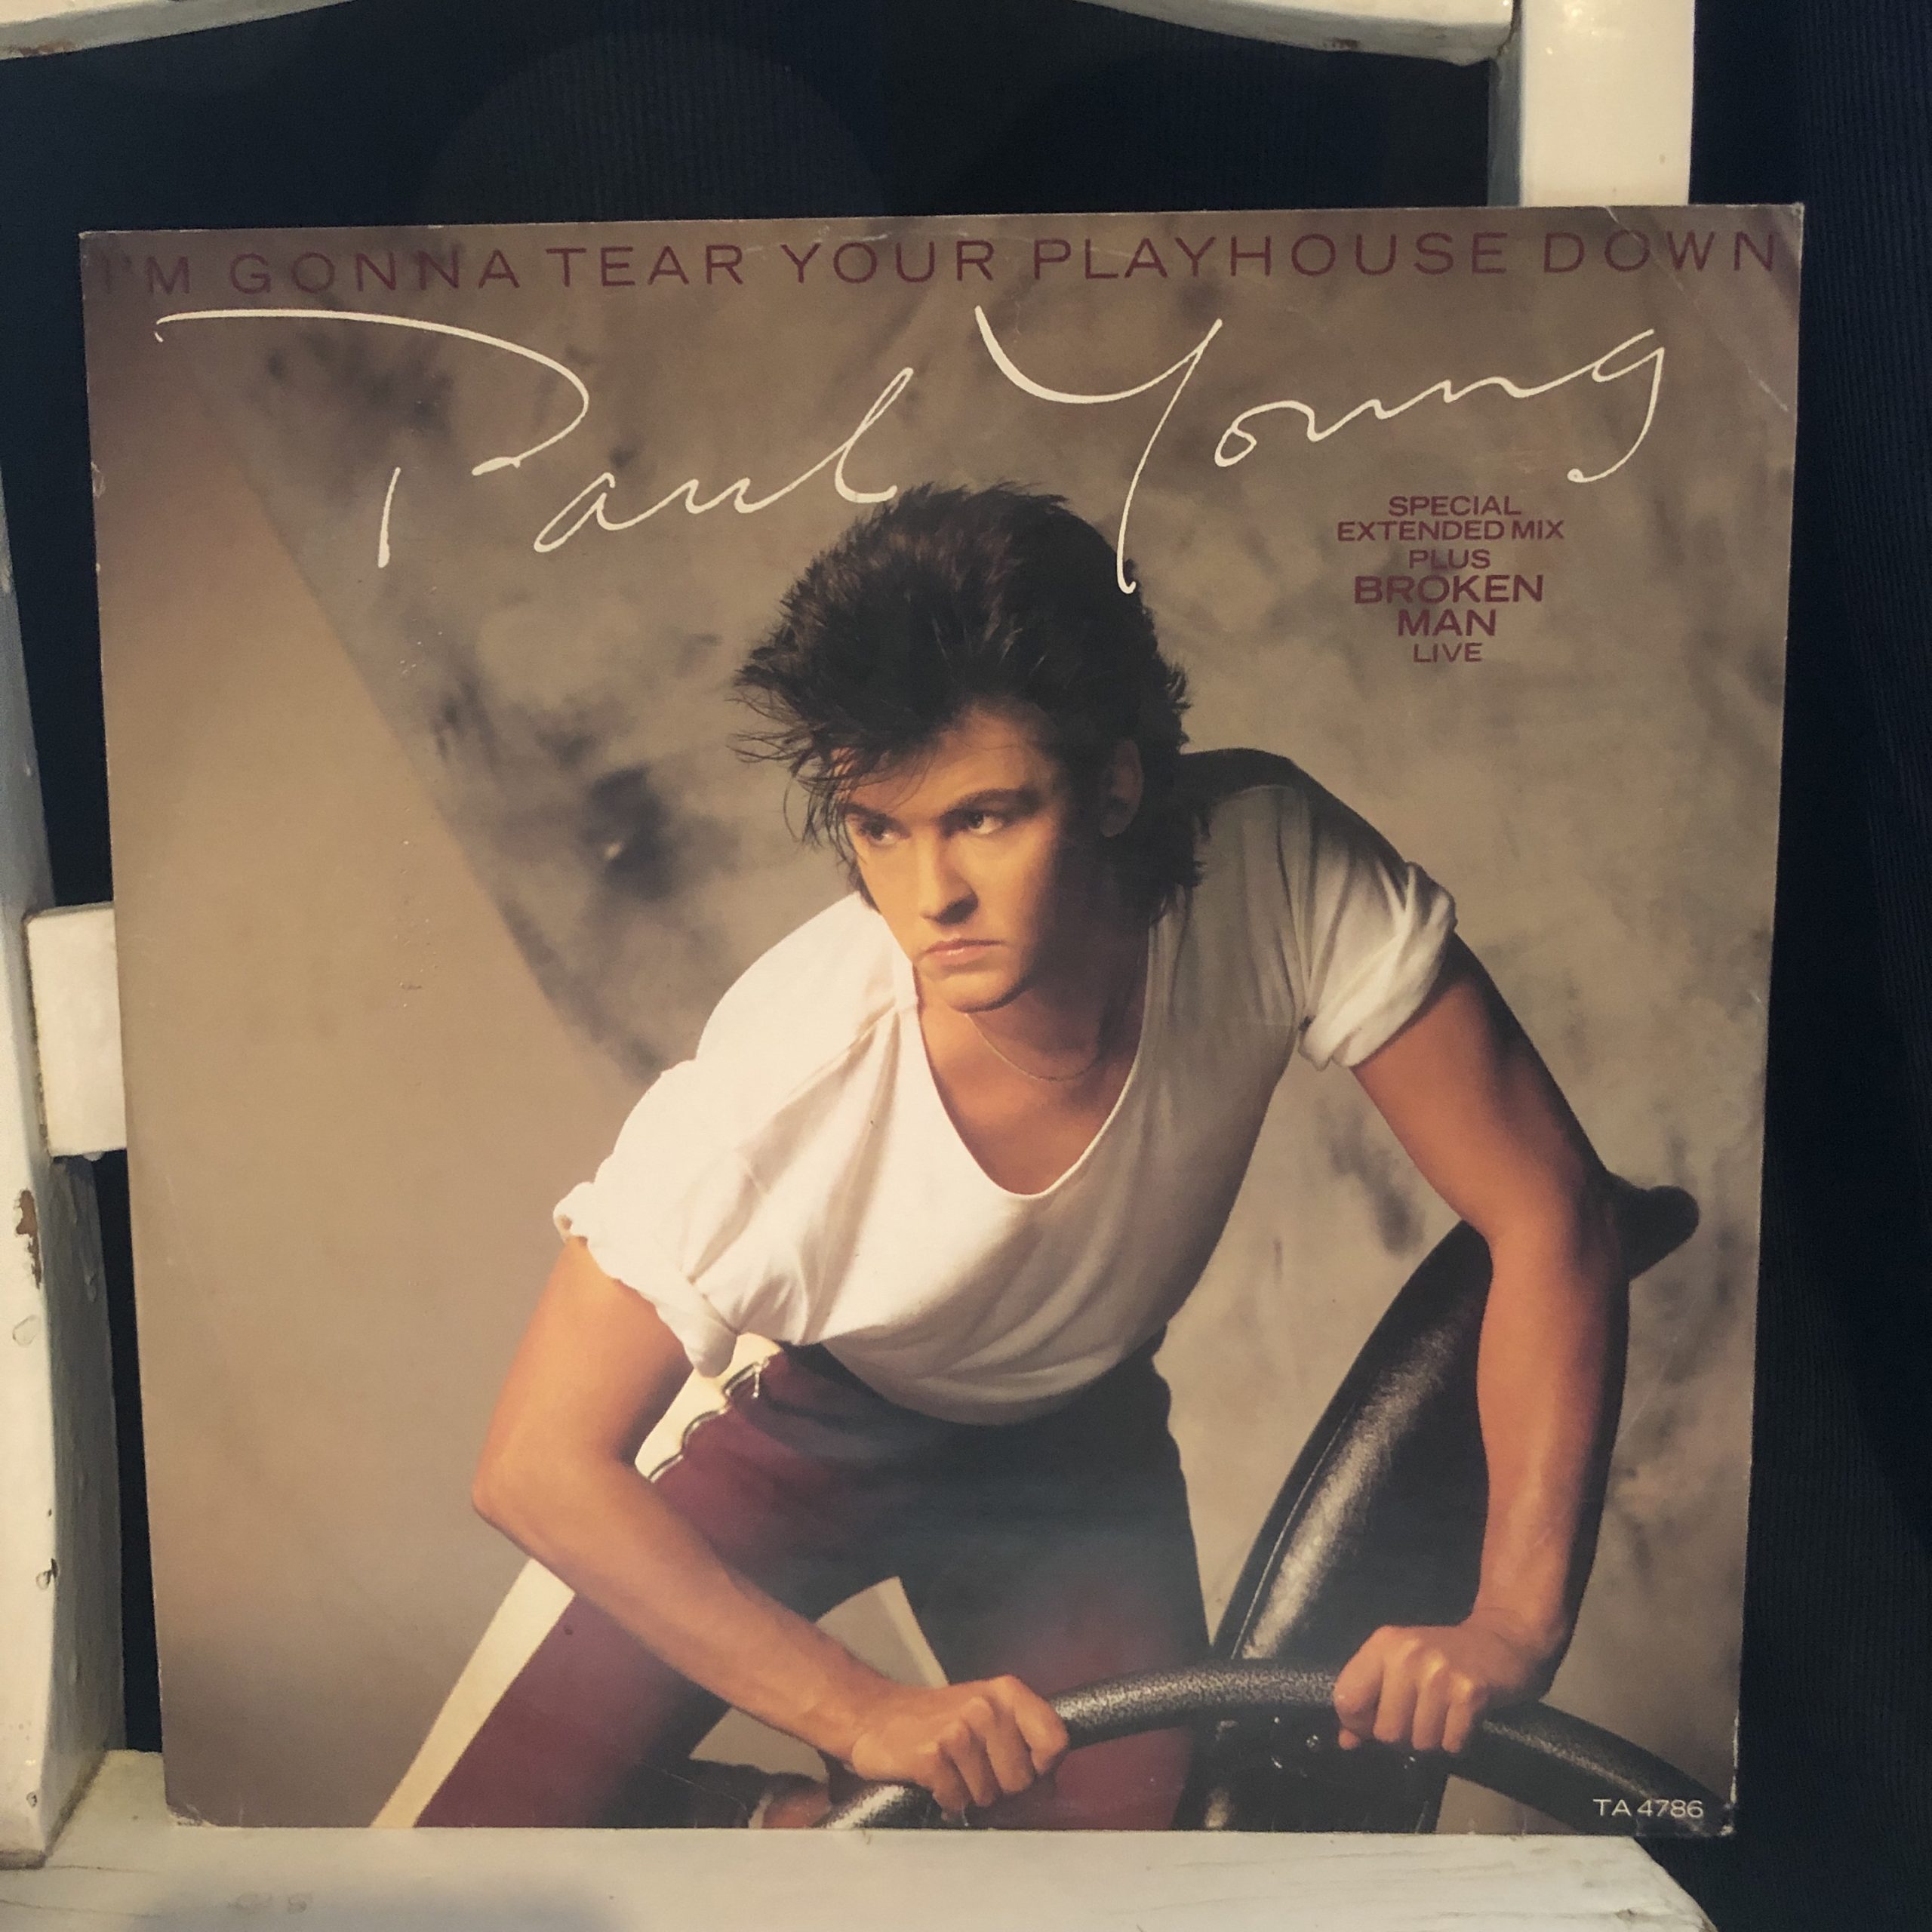 I'M GONNA TEAR YOUR PLAYHOUSE DOWN
Paul Young
SPECIAL
EXTENDED MIX
PLUS
BROKEN
MAN
LIVE
TA 4786